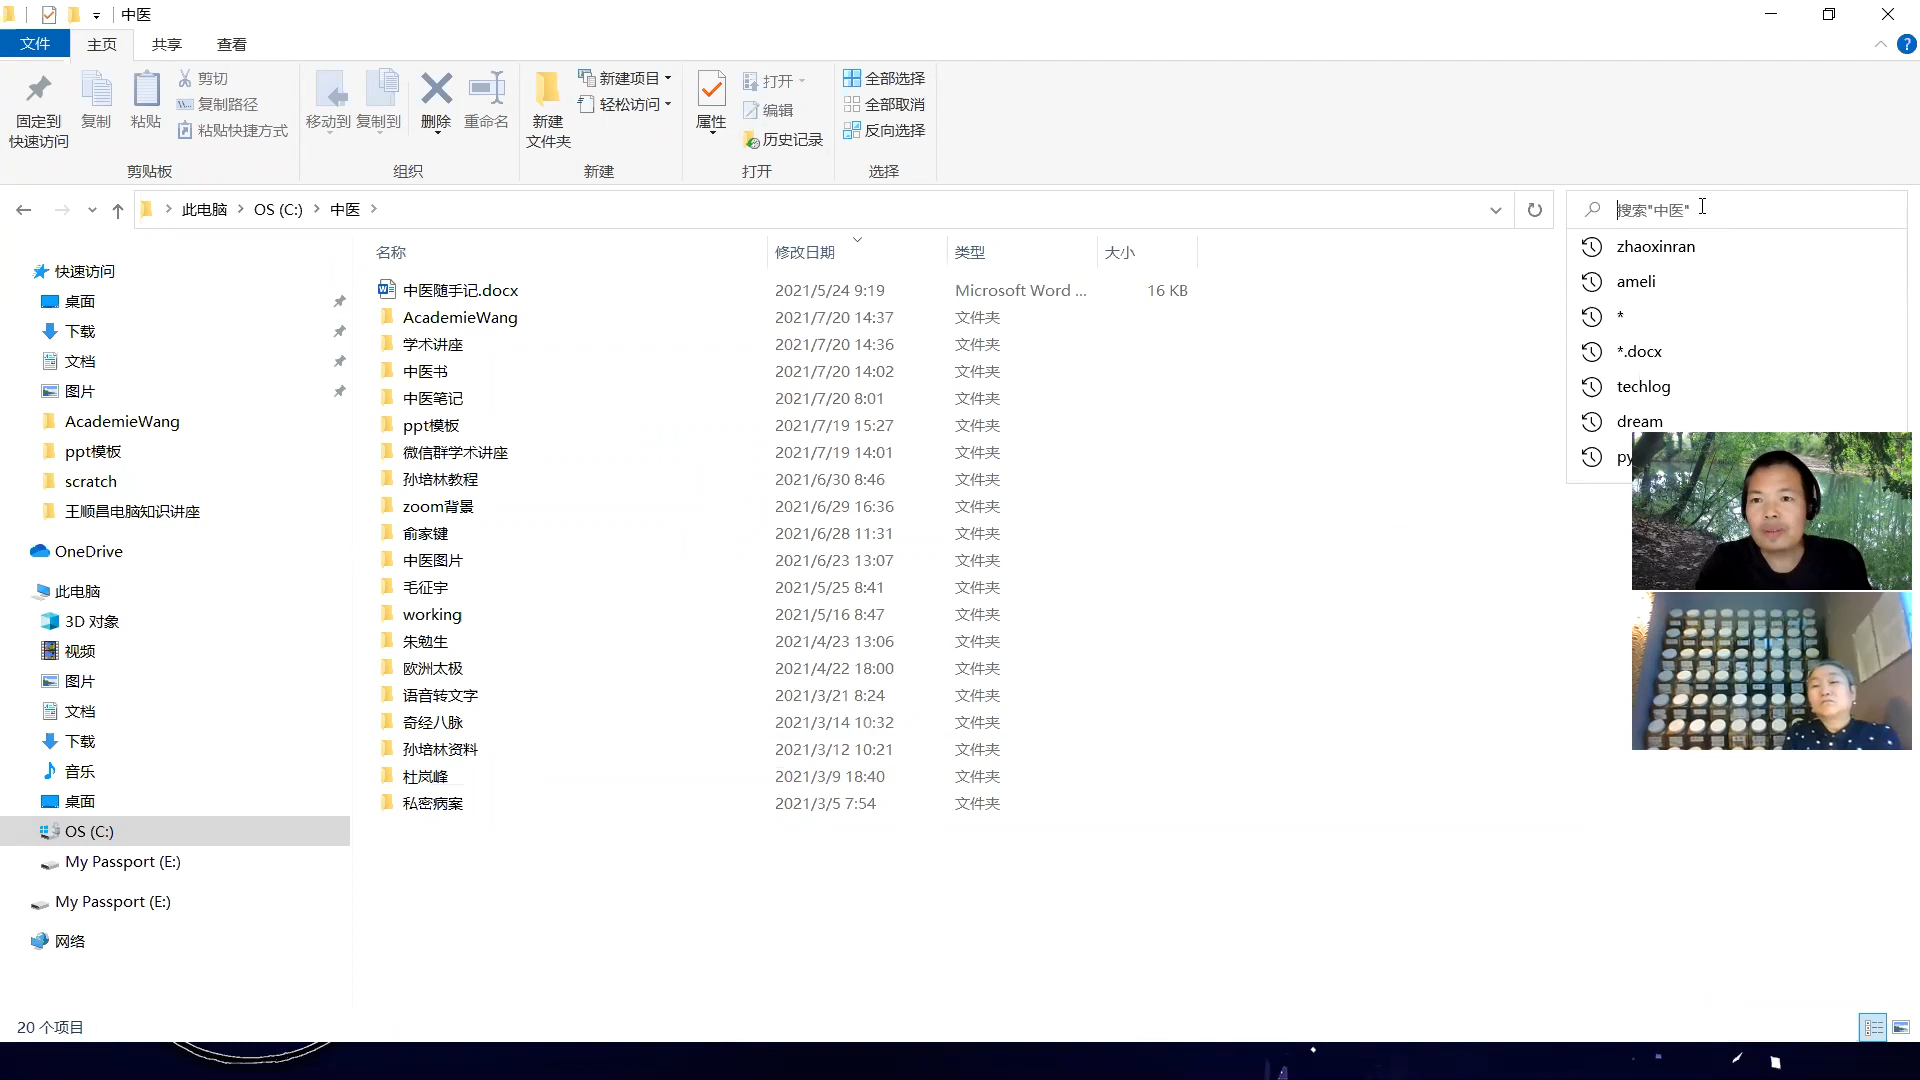 中医
文件 主页 共享 查看
固定到
快速访问
复制
粘贴
剪切
复制路径
粘贴快捷方式
剪贴板
移动到 复制到 删除 重命名
组织
新建
文件夹
新建项目
轻松访问
新建
属性
打开
编辑
历史记录
打开
全部选择
全部取消
反向选择
选择
此电脑 OS (C:) 中医
搜索"中医"
zhaoxinran
ameli
*
*.docx
techlog
dream
py
快速访问
桌面
下载
文档
图片
AcademieWang
ppt模板
scratch
王顺昌电脑知识讲座
OneDrive
此电脑
3D 对象
视频
图片
文档
下载
音乐
桌面
OS (C:)
My Passport (E:)
My Passport (E:)
网络
名称 修改日期 类型 大小
中医随手记.docx 2021/5/24 9:19 Microsoft Word ... 16 KB
AcademieWang 2021/7/20 14:37 文件夹
学术讲座 2021/7/20 14:36 文件夹
中医书 2021/7/20 14:02 文件夹
中医笔记 2021/7/20 8:01 文件夹
ppt模板 2021/7/19 15:27 文件夹
微信群学术讲座 2021/7/19 14:01 文件夹
孙培林教程 2021/6/30 8:46 文件夹
zoom背景 2021/6/29 16:36 文件夹
俞家键 2021/6/28 11:31 文件夹
中医图片 2021/6/23 13:07 文件夹
毛征宇 2021/5/25 8:41 文件夹
working 2021/5/16 8:47 文件夹
朱勉生 2021/4/23 13:06 文件夹
欧洲太极 2021/4/22 18:00 文件夹
语音转文字 2021/3/21 8:24 文件夹
奇经八脉 2021/3/14 10:32 文件夹
孙培林资料 2021/3/12 10:21 文件夹
杜岚峰 2021/3/9 18:40 文件夹
私密病案 2021/3/5 7:54 文件夹
20 个项目